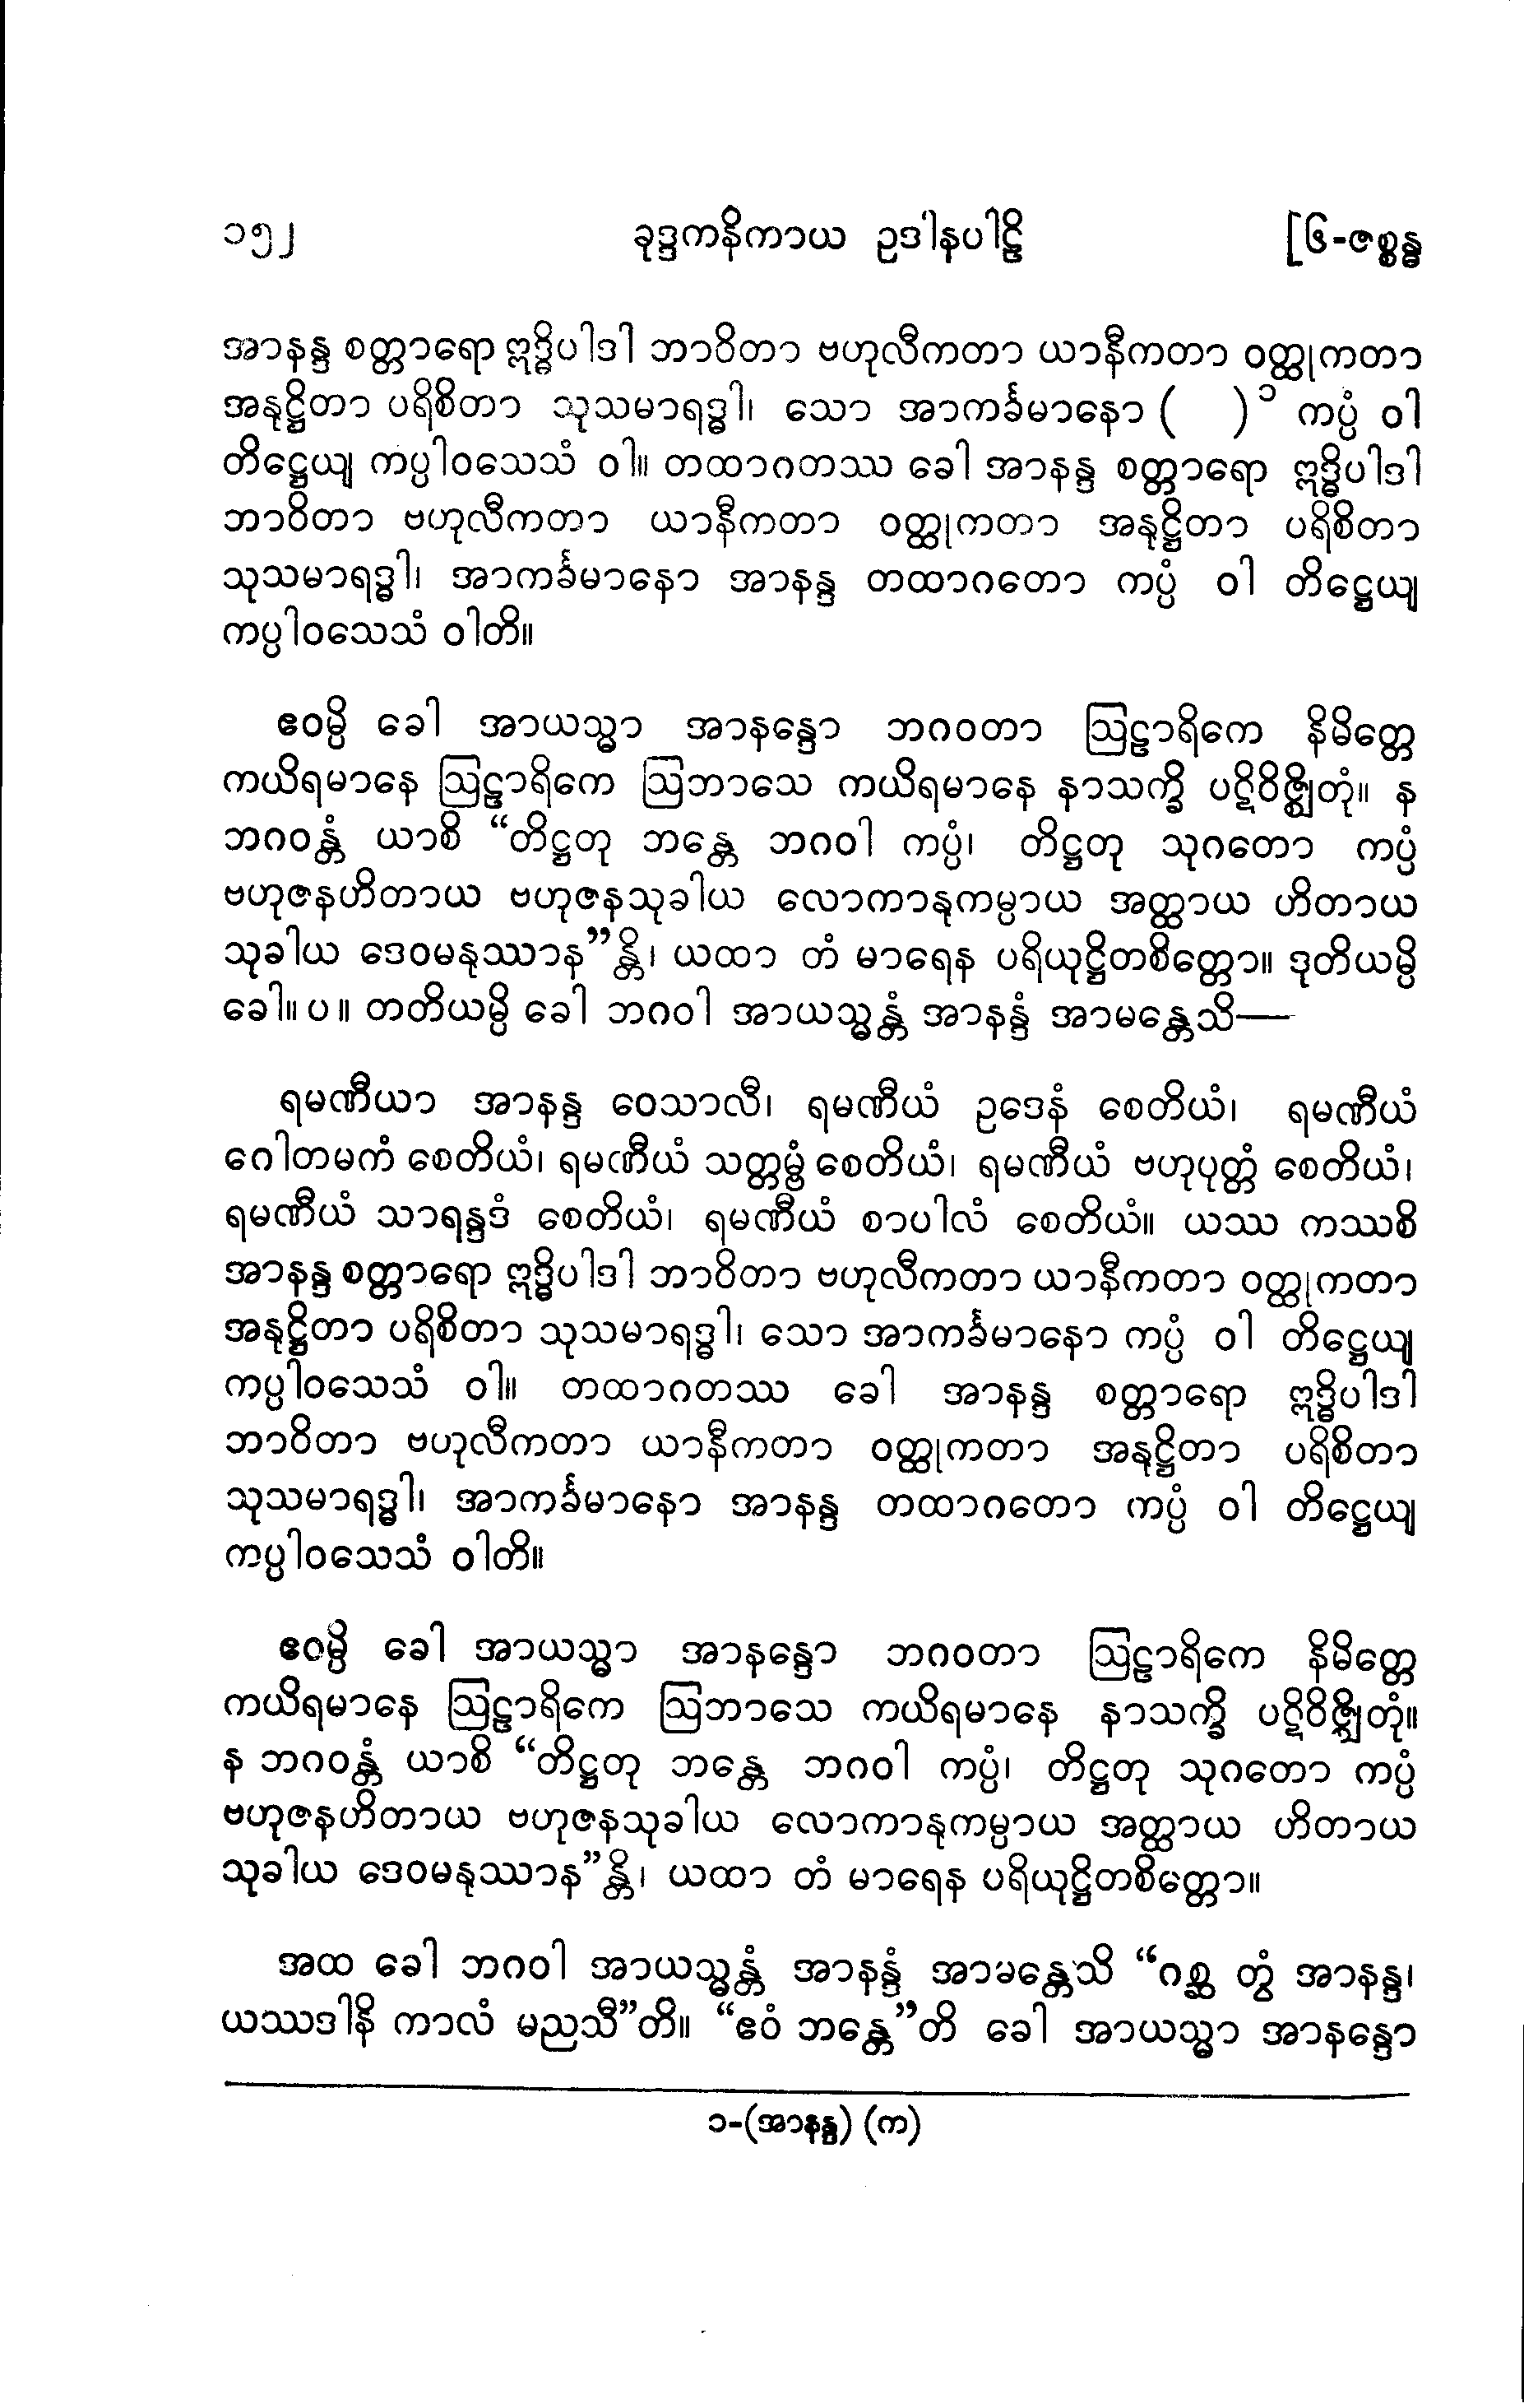 ၁၅၂ ခုဒ္ဒကနိကာယ ဥဒါနပါဠိ [၆-ဇစ္စန္ဓ
အာနန္ဒ စတ္တာရော ဣဒ္ဓိပါဒါ ဘာဝိတာ ဗဟုလီကတာ ယာနီကတာ ဝတ္ထုကတာ
အနုဋ္ဌိတာ ပရိစိတာ သုသမာရဒ္ဓါ၊ သော အာကင်္ခမာနော ( )၁ ကပ္ပံ ဝါ
တိဋ္ဌေယျ ကပ္ပါဝသေသံ ဝါ။ တထာဂတဿ ခေါ အာနန္ဒ စတ္တာရော ဣဒ္ဓိပါဒါ
ဘာဝိတာ ဗဟုလီကတာ ယာနီကတာ ဝတ္ထုကတာ အနုဋ္ဌိတာ ပရိစိတာ
သုသမာရဒ္ဓါ၊ အာကင်္ခမာနော အာနန္ဒ တထာဂတော ကပ္ပံ ဝါ တိဋ္ဌေယျ
ကပ္ပါဝသေသံ ဝါတိ။
ဧဝမ္ပိ ခေါ အာယသ္မာ အာနန္ဒော ဘဂဝတာ ဩဠာရိကေ နိမိတ္တေ
ကယိရမာနေ ဩဠာရိကေ ဩဘာသေ ကယိရမာနေ နာသက္ခိ ပဋိဝိဇ္ဈိတုံ။ န
ဘဂဝန္တံ ယာစိ “တိဋ္ဌတု ဘန္တေ ဘဂဝါ ကပ္ပံ၊ တိဋ္ဌတု သုဂတော ကပ္ပံ
ဗဟုဇနဟိတာယ ဗဟုဇနသုခါယ လောကာနုကမ္ပာယ အတ္ထာယ ဟိတာယ
သုခါယ ဒေဝမနုဿာန”န္တိ၊ ယထာ တံ မာရေန ပရိယုဋ္ဌိတစိတ္တော။ ဒုတိယမ္ပိ
ခေါ။ ပ ။ တတိယမ္ပိ ခေါ ဘဂဝါ အာယသ္မန္တံ အာနန္ဒံ အာမန္တေသိ—
ရမဏီယာ အာနန္ဒ ဝေသာလီ၊ ရမဏီယံ ဥဒေနံ စေတိယံ၊ ရမဏီယံ
ဂေါတမကံ စေတိယံ၊ ရမဏီယံ သတ္တမ္ဗံ စေတိယံ၊ ရမဏီယံ ဗဟုပုတ္တံ စေတိယံ၊
ရမဏီယံ သာရန္ဒဒံ စေတိယံ၊ ရမဏီယံ စာပါလံ စေတိယံ။ ယဿ ကဿစိ
အာနန္ဒ စတ္တာရော ဣဒ္ဓိပါဒါ ဘာဝိတာ ဗဟုလီကတာ ယာနီကတာ ဝတ္ထုကတာ
အနုဋ္ဌိတာ ပရိစိတာ သုသမာရဒ္ဓါ၊ သော အာကင်္ခမာနော ကပ္ပံ ဝါ တိဋ္ဌေယျ
ကပ္ပါဝသေသံ ဝါ။ တထာဂတဿ ခေါ အာနန္ဒ စတ္တာရော ဣဒ္ဓိပါဒါ
ဘာဝိတာ ဗဟုလီကတာ ယာနီကတာ ဝတ္ထုကတာ အနုဋ္ဌိတာ ပရိစိတာ
သုသမာရဒ္ဓါ၊ အာကင်္ခမာနော အာနန္ဒ တထာဂတော ကပ္ပံ ဝါ တိဋ္ဌေယျ
ကပ္ပါဝသေသံ ဝါတိ။
ဧဝမ္ပိ ခေါ အာယသ္မာ အာနန္ဒော ဘဂဝတာ ဩဠာရိကေ နိမိတ္တေ
ကယိရမာနေ ဩဠာရိကေ ဩဘာသေ ကယိရမာနေ နာသက္ခိ ပဋိဝိဇ္ဈိတုံ။
န ဘဂဝန္တံ ယာစိ “တိဋ္ဌတု ဘန္တေ ဘဂဝါ ကပ္ပံ၊ တိဋ္ဌတု သုဂတော ကပ္ပံ
ဗဟုဇနဟိတာယ ဗဟုဇနသုခါယ လောကာနုကမ္ပာယ အတ္ထာယ ဟိတာယ
သုခါယ ဒေဝမနုဿာန”န္တိ၊ ယထာ တံ မာရေန ပရိယုဋ္ဌိတစိတ္တော။
အထ ခေါ ဘဂဝါ အာယသ္မန္တံ အာနန္ဒံ အာမန္တေသိ “ဂစ္ဆ တွံ အာနန္ဒ၊
ယဿဒါနိ ကာလံ မညသီ”တိ။ “ဧဝံ ဘန္တေ”တိ ခေါ အာယသ္မာ အာနန္ဒော
၁-(အာနန္ဒ) (က)